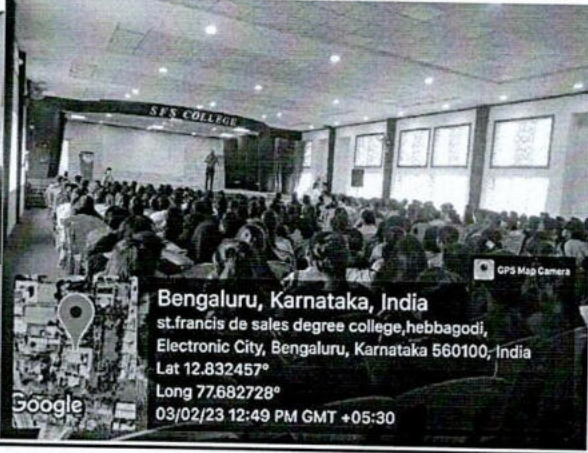 SFS COLLEGE
GPS Map Camera
Bengaluru, Karnataka, India
st.francis de sales degree college,hebbagodi,
Electronic City, Bengaluru, Karnataka 560100, India
Lat 12.832457°
Long 77.682728°
03/02/23 12:49 PM GMT +05:30
Google